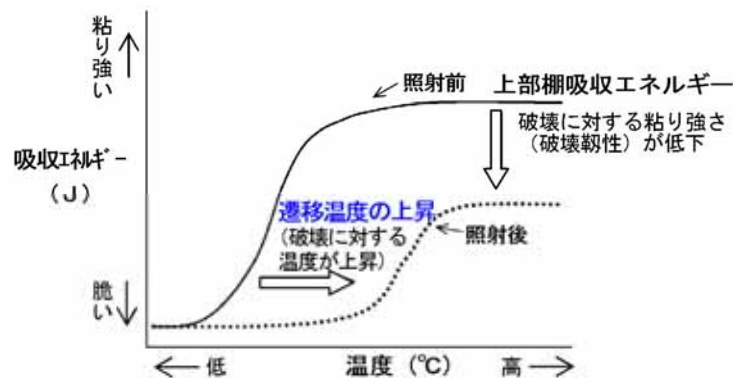 粘り強い
照射前
上部棚吸収エネルギー
破壊に対する粘り強さ
（破壊靱性）が低下
吸収エネルギー
（Ｊ）
遷移温度の上昇
（破壊に対する
温度が上昇）
照射後
脆い
低
温度（℃）
高